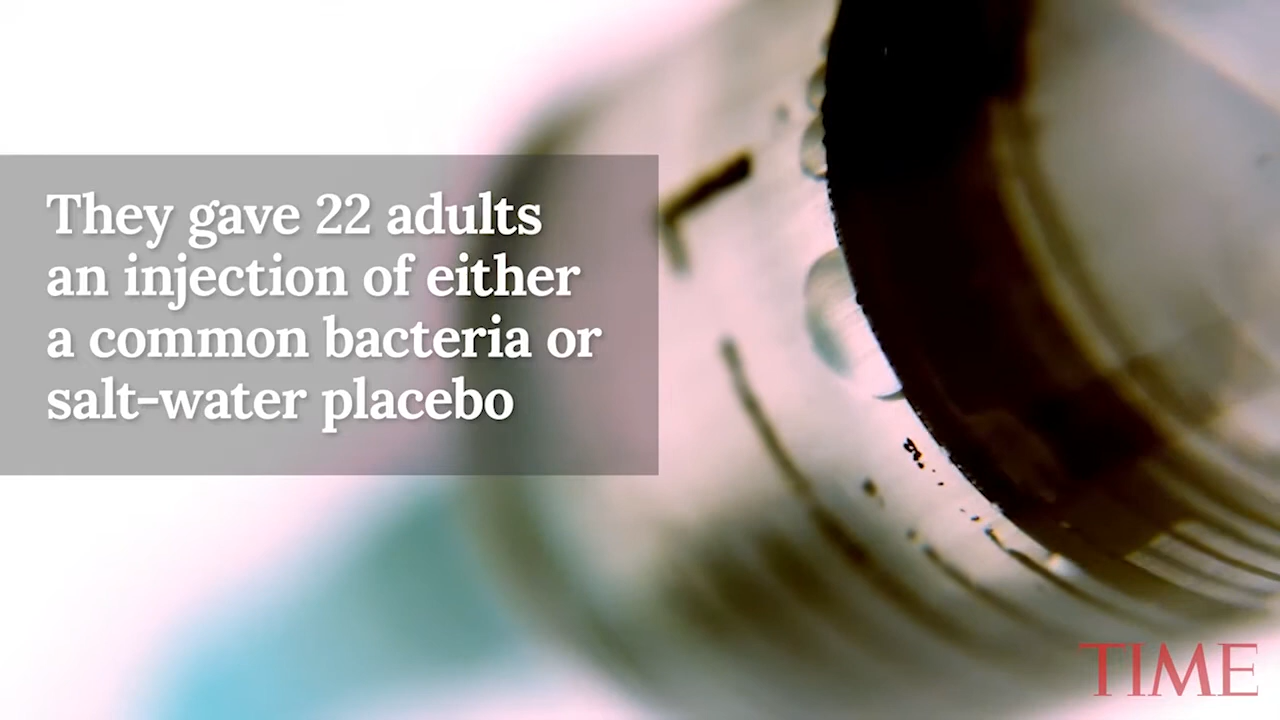 They gave 22 adults
an injection of either
a common bacteria or
salt-water placebo
TIME